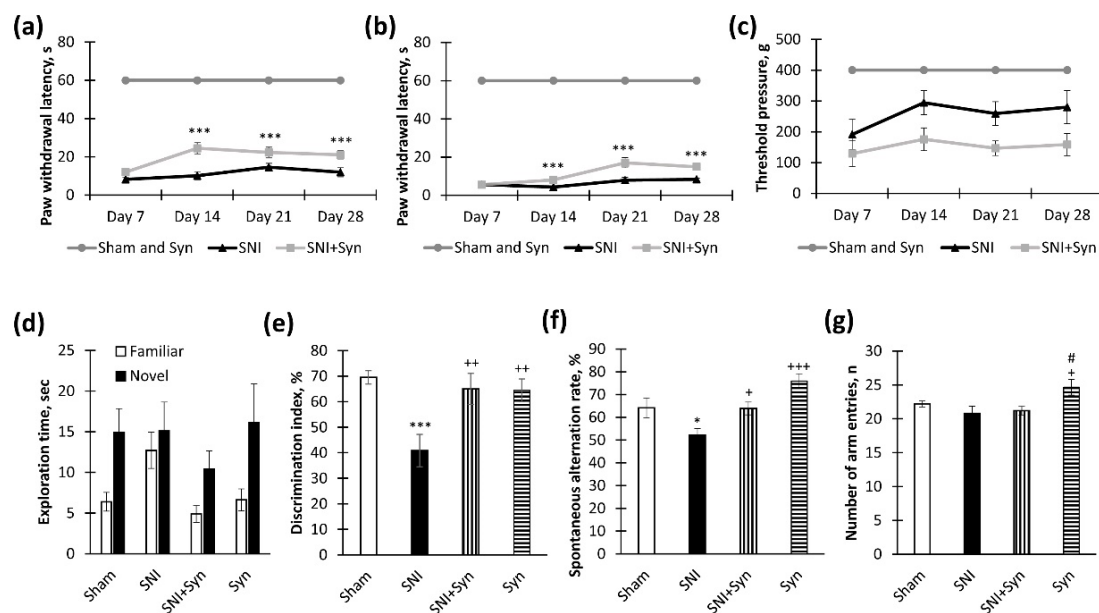 (a)
Paw withdrawal latency, s
80
60
40
20
0
***
***
***
Day 7 Day 14 Day 21 Day 28
Sham and Syn SNI SNI+Syn
(b)
Paw withdrawal latency, s
80
60
40
20
0
***
***
***
Day 7 Day 14 Day 21 Day 28
Sham and Syn SNI SNI+Syn
(c)
Threshold pressure, g
500
400
300
200
100
0
Day 7 Day 14 Day 21 Day 28
Sham and Syn SNI SNI+Syn
(d)
Exploration time, sec
25
20
15
10
5
0
Familiar
Novel
Sham SNI SNI+Syn Syn
(e)
Discrimination index, %
80
70
60
50
40
30
20
10
0
***
++
++
Sham SNI SNI+Syn Syn
(f)
Spontaneous alternation rate, %
90
80
70
60
50
40
30
20
10
0
*
+
+++
Sham SNI SNI+Syn Syn
(g)
Number of arm entries, n
30
25
20
15
10
5
0
#
+
Sham SNI SNI+Syn Syn